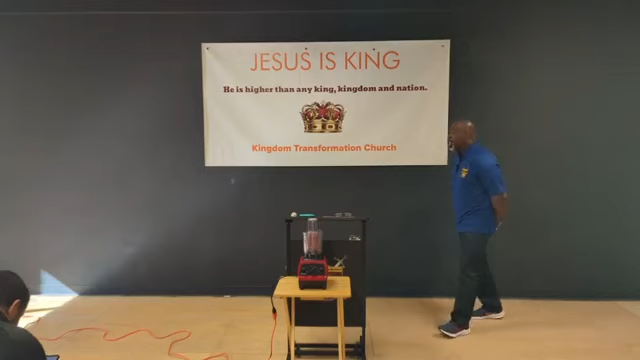 JESUS IS KING
He is higher than any king, kingdom and nation.
Kingdom Transformation Church